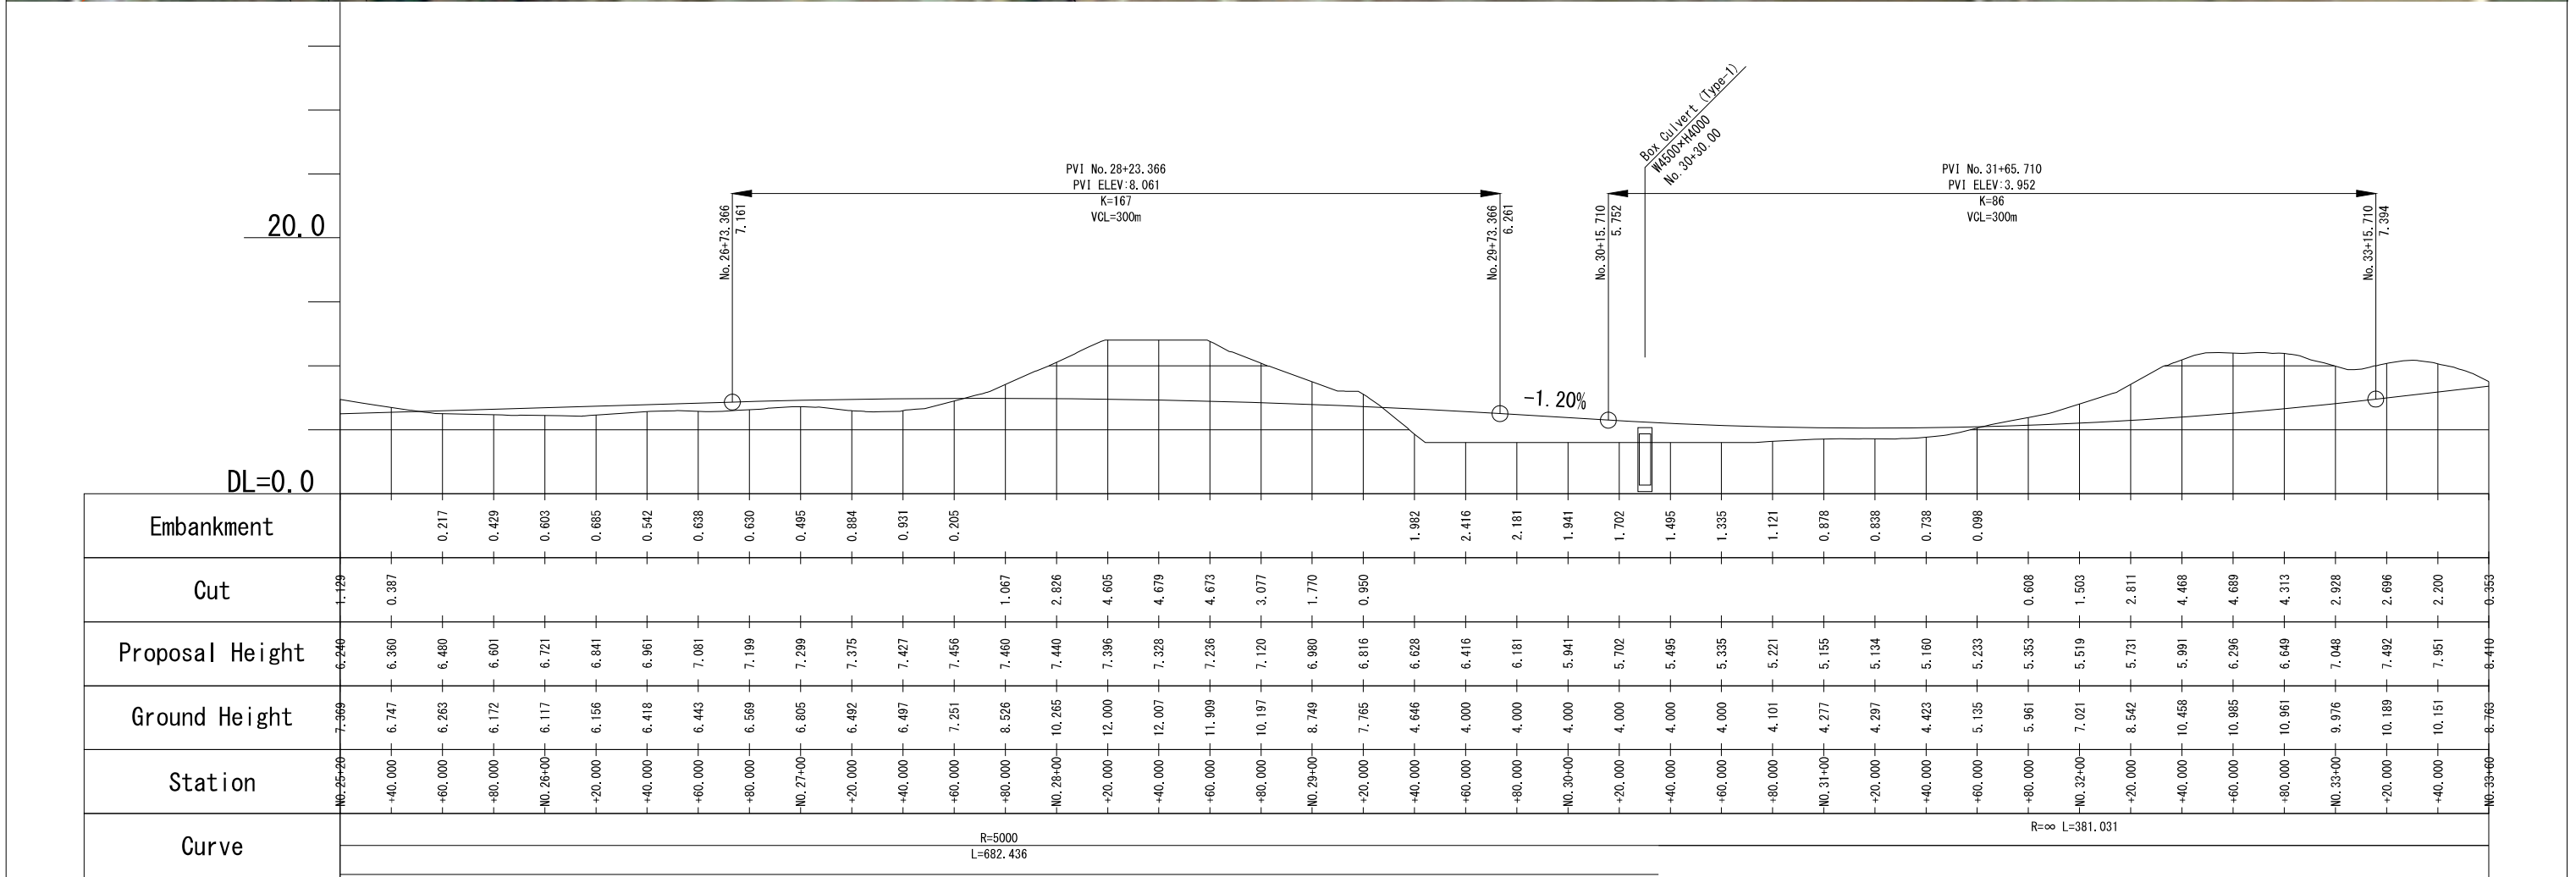 Box Culvert (Type-1)
W4500×H4000
No.30+30.00
PVI No.28+23.366
PVI ELEV:8.061
K=167
VCL=300m
PVI No.31+65.710
PVI ELEV:3.952
K=86
VCL=300m
No.26+73.366
7.161
No.29+73.366
6.261
No.30+15.710
5.752
No.33+15.710
7.394
20.0
-1.20%
DL=0.0
Embankment 0.217 0.429 0.603 0.685 0.542 0.638 0.630 0.495 0.884 0.931 0.205 1.982 2.416 2.181 1.941 1.702 1.495 1.335 1.121 0.878 0.838 0.738 0.098
Cut 1.129 0.387 1.067 2.826 4.605 4.679 4.673 3.077 1.770 0.950 0.608 1.503 2.811 4.468 4.689 4.313 2.928 2.696 2.200 0.353
Proposal Height 6.240 6.360 6.480 6.601 6.721 6.841 6.961 7.081 7.199 7.299 7.375 7.427 7.456 7.460 7.440 7.396 7.328 7.236 7.120 6.980 6.816 6.628 6.416 6.181 5.941 5.702 5.495 5.335 5.221 5.155 5.134 5.160 5.233 5.353 5.519 5.731 5.991 6.296 6.649 7.048 7.492 7.951 8.410
Ground Height 7.369 6.747 6.263 6.172 6.117 6.156 6.418 6.443 6.569 6.805 6.492 6.497 7.251 8.526 10.265 12.000 12.007 11.909 10.197 8.749 7.765 4.646 4.000 4.000 4.000 4.000 4.000 4.000 4.101 4.277 4.297 4.423 5.135 5.961 7.021 8.542 10.458 10.985 10.961 9.976 10.189 10.151 8.763
Station NO.25+20 +40.000 +60.000 +80.000 NO.26+00 +20.000 +40.000 +60.000 +80.000 NO.27+00 +20.000 +40.000 +60.000 +80.000 NO.28+00 +20.000 +40.000 +60.000 +80.000 NO.29+00 +20.000 +40.000 +60.000 +80.000 NO.30+00 +20.000 +40.000 +60.000 +80.000 NO.31+00 +20.000 +40.000 +60.000 +80.000 NO.32+00 +20.000 +40.000 +60.000 +80.000 NO.33+00 +20.000 +40.000 NO.33+60
R=∞ L=381.031
Curve
R=5000
L=682.436